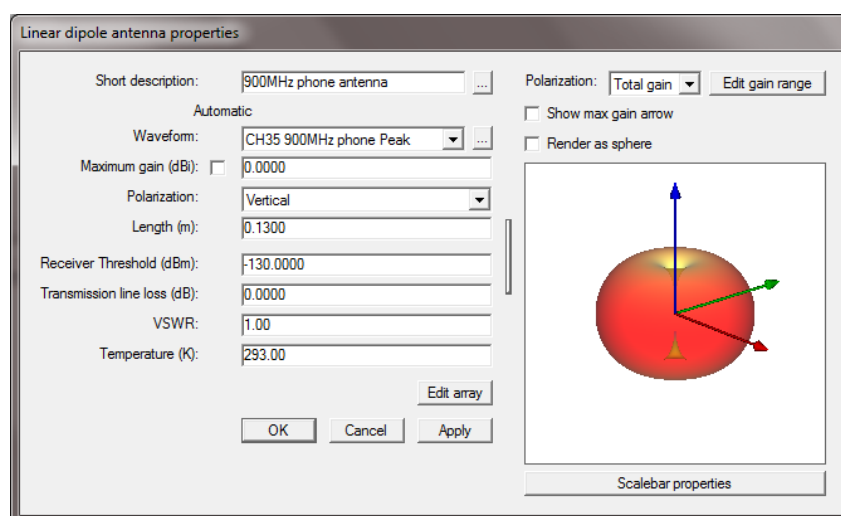 Linear dipole antenna properties
Short description: 900MHz phone antenna ...
Automatic
Waveform: CH35 900MHz phone Peak ...
Maximum gain (dBi): 0.0000
Polarization: Vertical
Length (m): 0.1300
Receiver Threshold (dBm): -130.0000
Transmission line loss (dB): 0.0000
VSWR: 1.00
Temperature (K): 293.00
Edit array
OK Cancel Apply
Polarization: Total gain Edit gain range
Show max gain arrow
Render as sphere
Scalebar properties